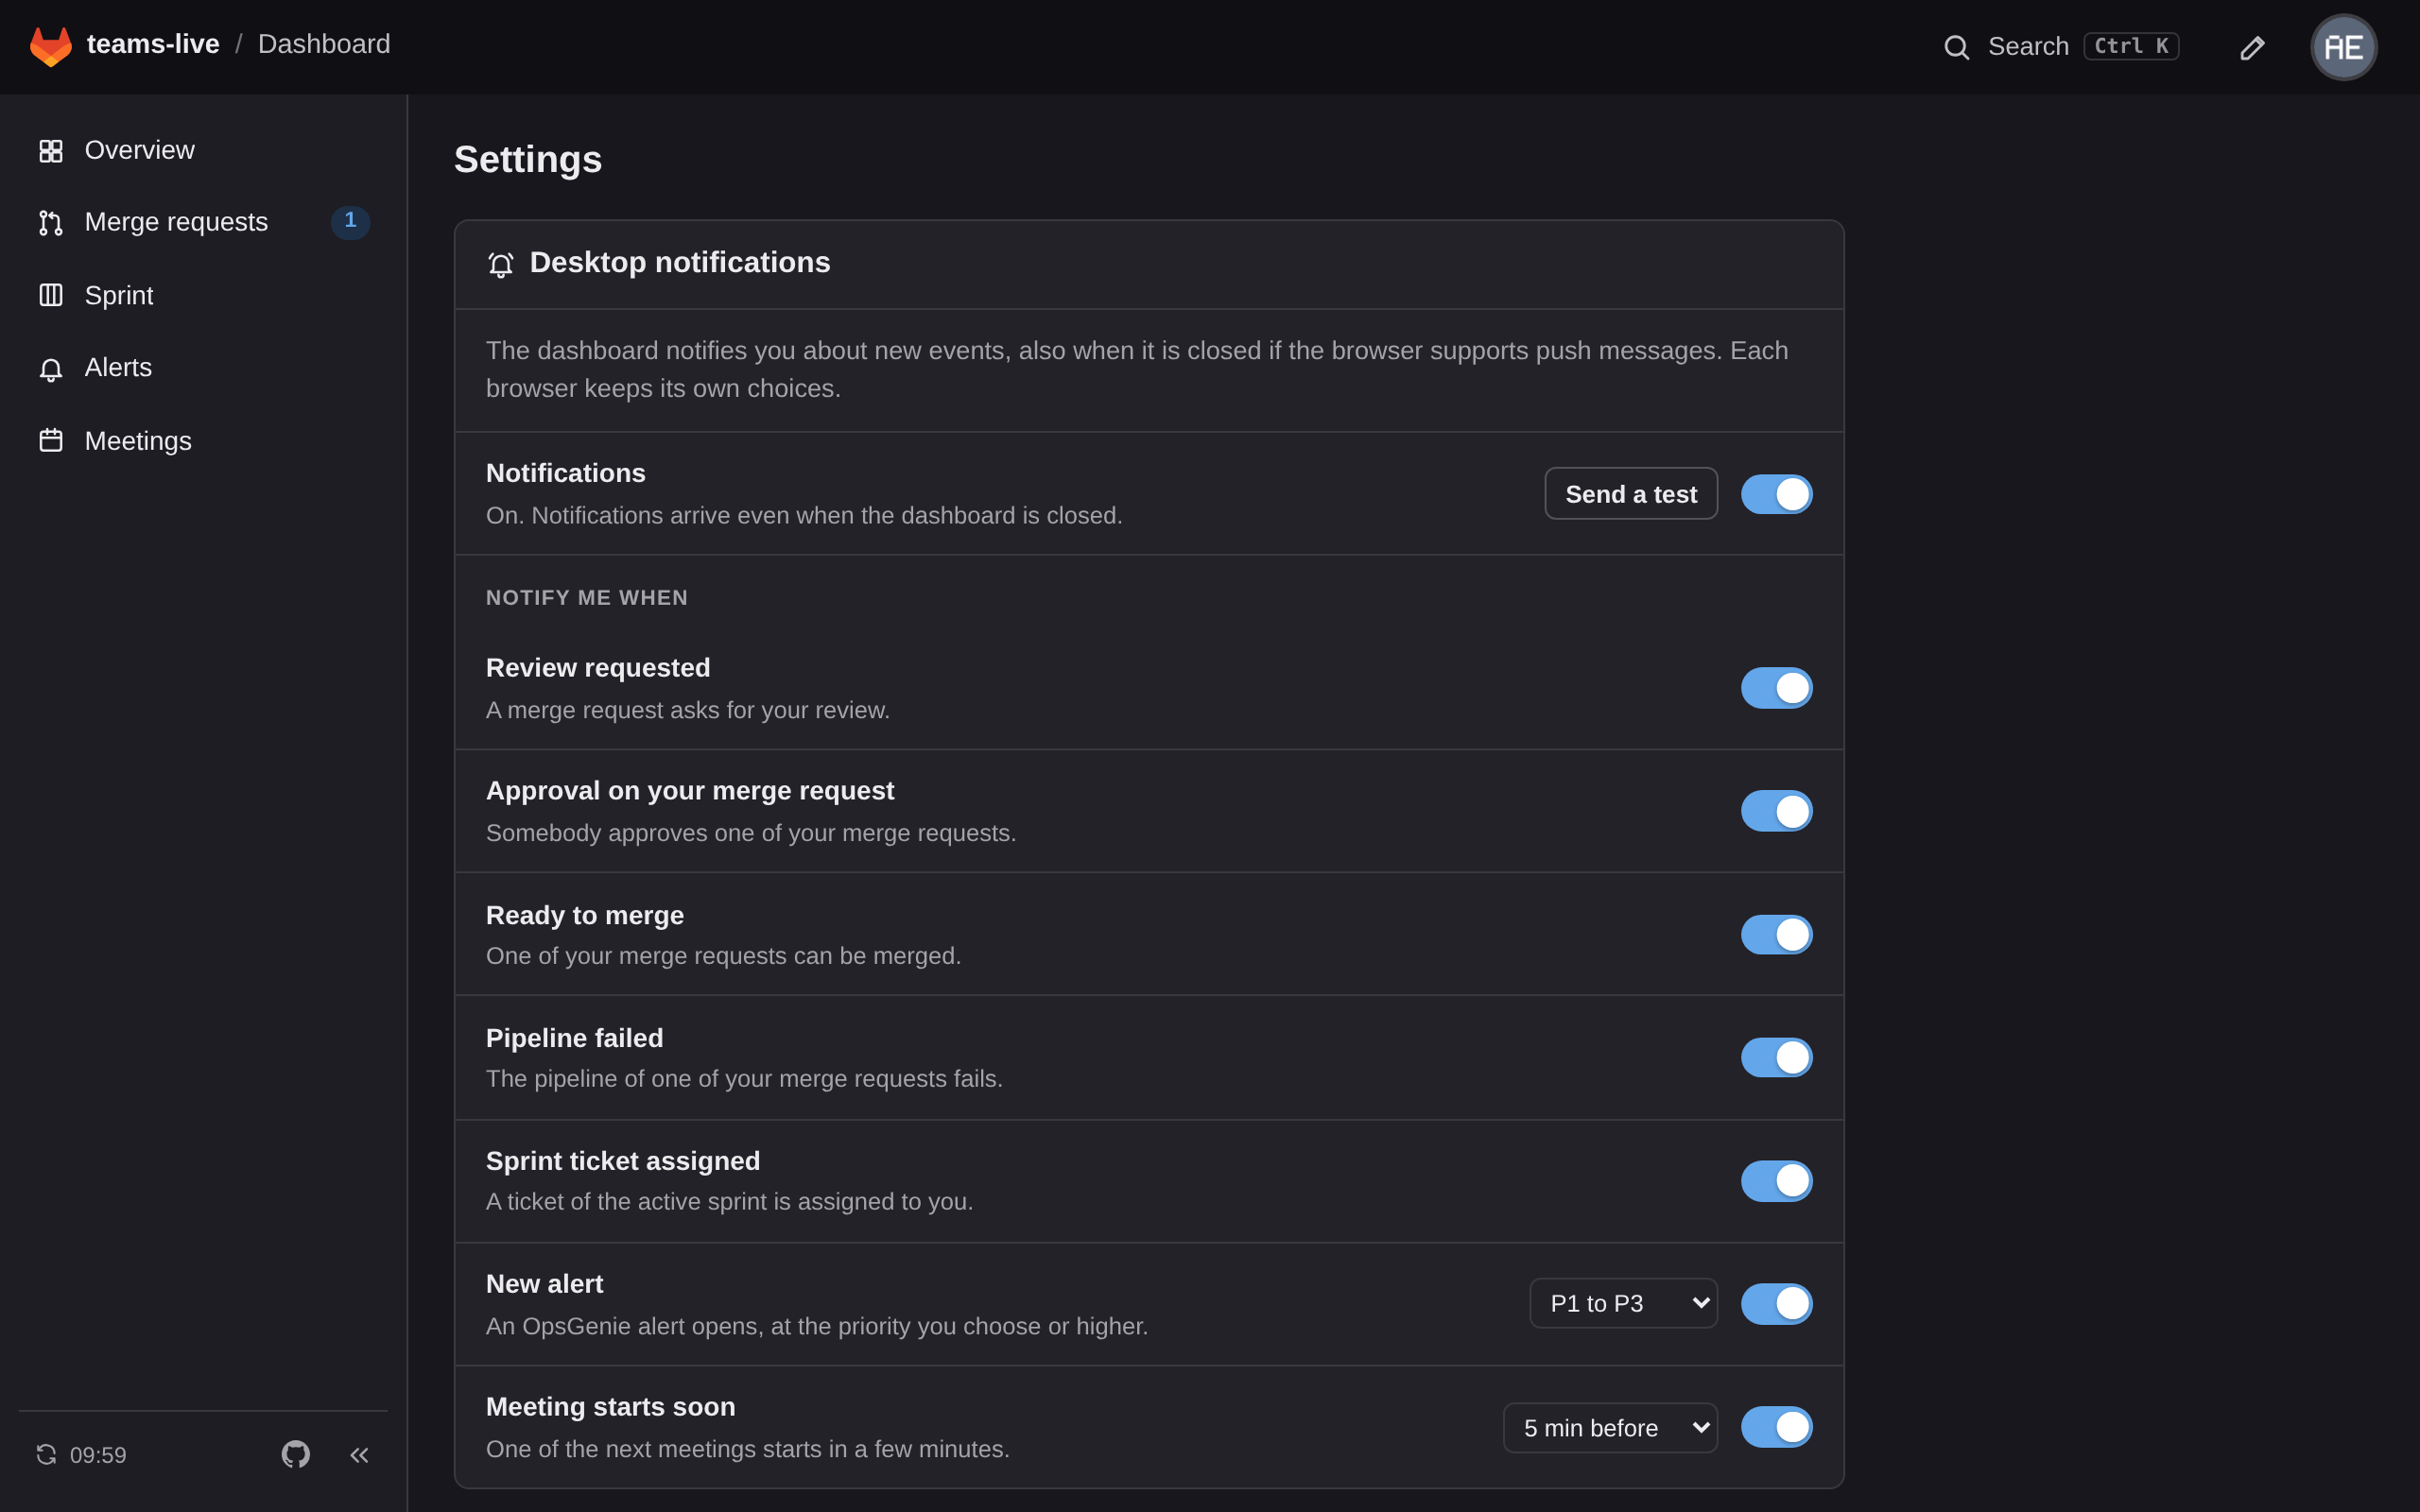 teams-live / Dashboard
Search Ctrl K
AE
Overview
Merge requests 1
Sprint
Alerts
Meetings
09:59
Settings
Desktop notifications
The dashboard notifies you about new events, also when it is closed if the browser supports push messages. Each
browser keeps its own choices.
Notifications
On. Notifications arrive even when the dashboard is closed.
Send a test
NOTIFY ME WHEN
Review requested
A merge request asks for your review.
Approval on your merge request
Somebody approves one of your merge requests.
Ready to merge
One of your merge requests can be merged.
Pipeline failed
The pipeline of one of your merge requests fails.
Sprint ticket assigned
A ticket of the active sprint is assigned to you.
New alert
An OpsGenie alert opens, at the priority you choose or higher.
P1 to P3
Meeting starts soon
One of the next meetings starts in a few minutes.
5 min before